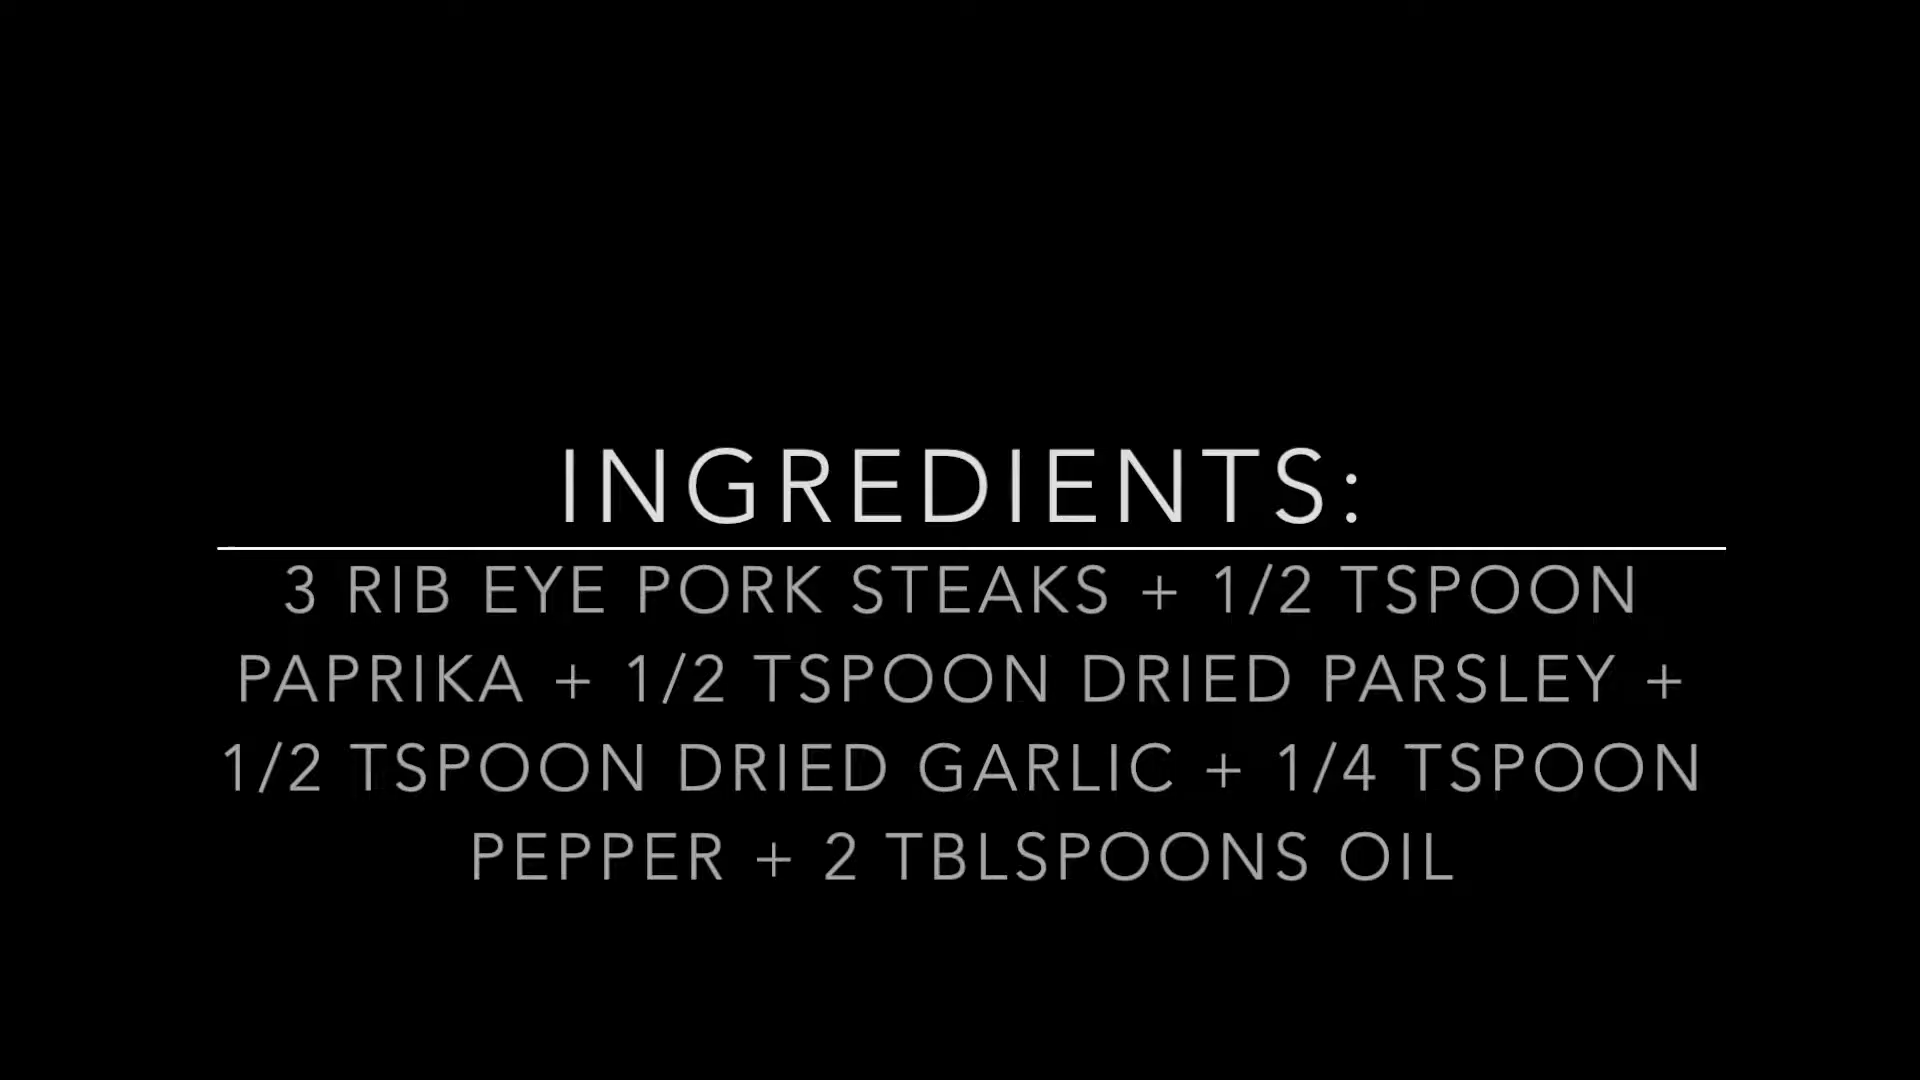 INGREDIENTS:
3 RIB EYE PORK STEAKS + 1/2 TSPOON
PAPRIKA + 1/2 TSPOON DRIED PARSLEY +
1/2 TSPOON DRIED GARLIC + 1/4 TSPOON
PEPPER + 2 TBLSPOONS OIL